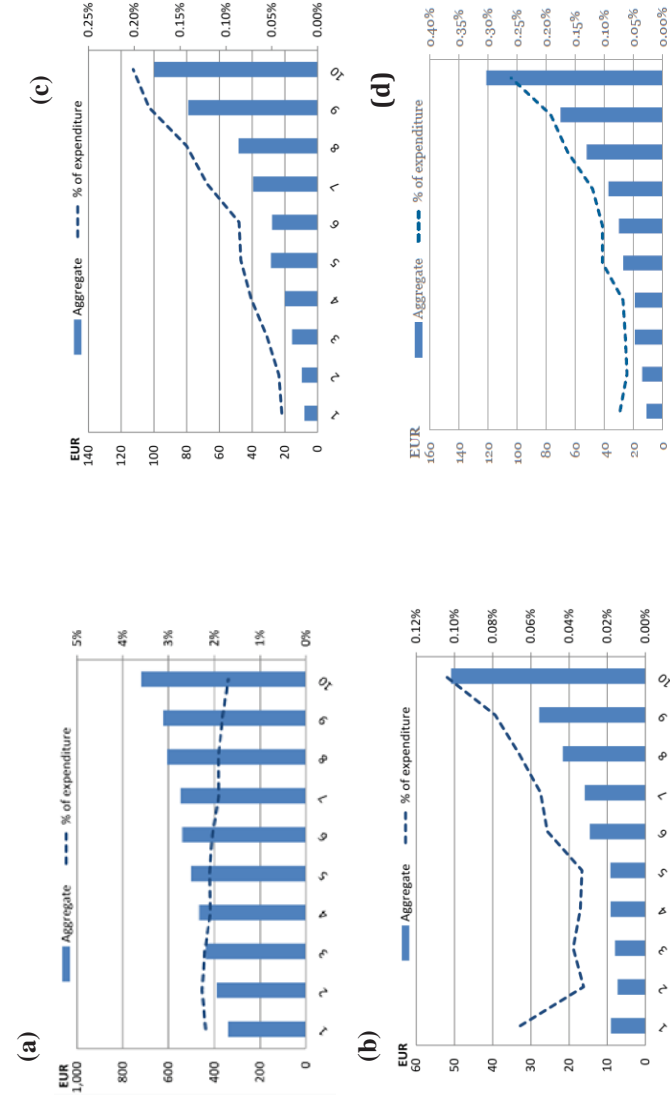 (a)
Aggregate % of expenditure
EUR
1,000 5%
800 4%
600 3%
400 2%
200 1%
0 0%
1 2 3 4 5 6 7 8 9 10
(c)
Aggregate % of expenditure
EUR
140 0.25%
120 0.20%
100 0.15%
80 0.10%
60 0.05%
40 0.00%
20
0
1 2 3 4 5 6 7 8 9 10
(b)
Aggregate % of expenditure
EUR
60 0.12%
50 0.10%
40 0.08%
30 0.06%
20 0.04%
10 0.02%
0 0.00%
1 2 3 4 5 6 7 8 9 10
(d)
Aggregate % of expenditure
EUR
160 0.40%
140 0.35%
120 0.30%
100 0.25%
80 0.20%
60 0.15%
40 0.10%
20 0.05%
0 0.00%